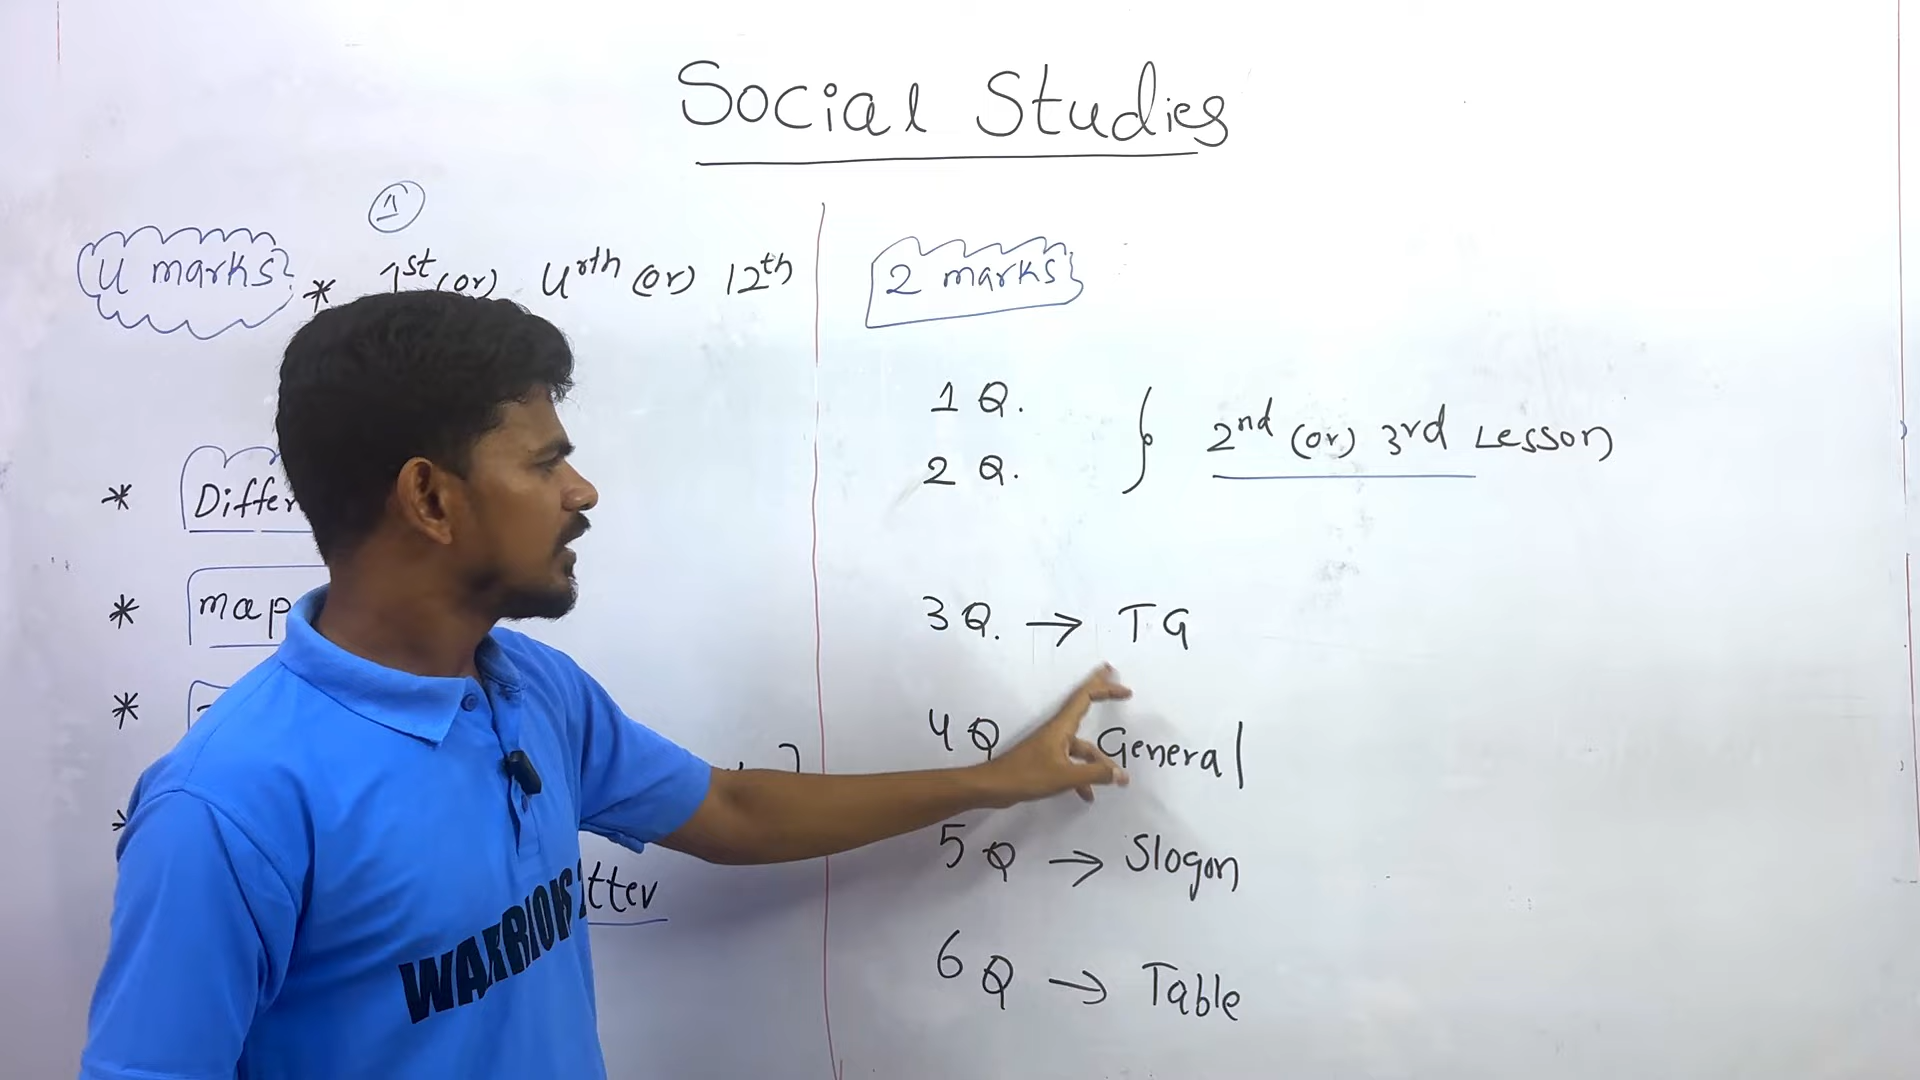 Social Studies
1
4 marks * 1st (or) 4rth (or) 12th
* Differ
* map
*
*
tter
2 marks
1 Q.
2 Q.
} 2nd (or) 3rd Lesson
3 Q. → TG
4 Q General
5 Q → Slogon
6 Q → Table
WARRIORS